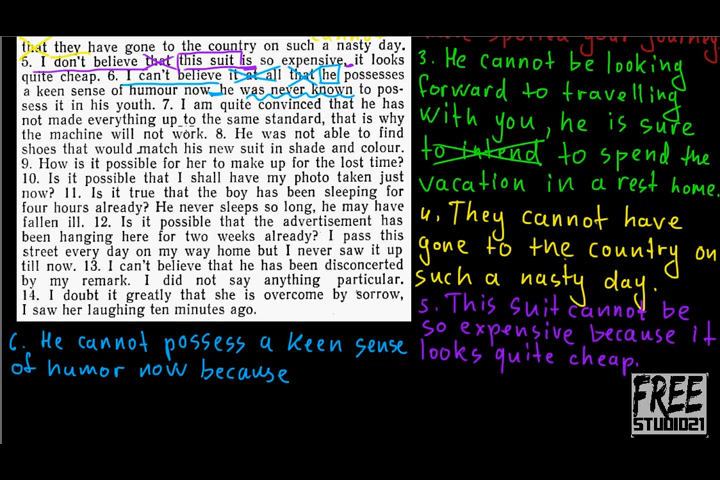 that they have gone to the country on such a nasty day.
5. I don't believe that this suit is so expensive, it looks
quite cheap. 6. I can't believe it at all that he possesses
a keen sense of humour now, he was never known to pos-
sess it in his youth. 7. I am quite convinced that he has
not made everything up to the same standard, that is why
the machine will not work. 8. He was not able to find
shoes that would match his new suit in shade and colour.
9. How is it possible for her to make up for the lost time?
10. Is it possible that I shall have my photo taken just
now? 11. Is it true that the boy has been sleeping for
four hours already? He never sleeps so long, he may have
fallen ill. 12. Is it possible that the advertisement has
been hanging here for two weeks already? I pass this
street every day on my way home but I never saw it up
till now. 13. I can't believe that he has been disconcerted
by my remark. I did not say anything particular.
14. I doubt it greatly that she is overcome by sorrow,
I saw her laughing ten minutes ago.
6. He cannot possess a keen sense
of humor now because
have spoiled your journey
3. He cannot be looking
forward to travelling
with you, he is sure
to intend to spend the
vacation in a rest home.
4. They cannot have
gone to the country on
such a nasty day.
5. This suit cannot be
so expensive because it
looks quite cheap.
FREE
STUDIO21